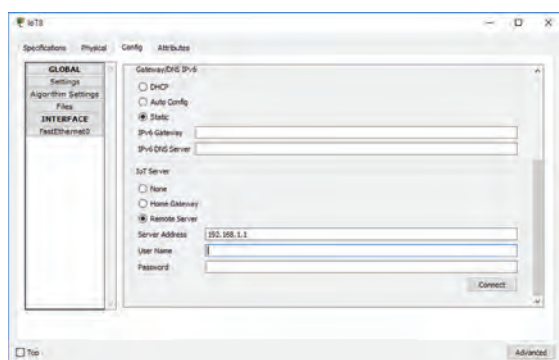 IoT8
Specifications Physical Config Attributes
GLOBAL
Settings
Algorithm Settings
Files
INTERFACE
FastEthernet0
Gateway/DNS IPv6
DHCP
Auto Config
Static
IPv6 Gateway
IPv6 DNS Server
IoT Server
None
Home Gateway
Remote Server
Server Address 192.168.1.1
User Name
Password
Connect
Top
Advanced